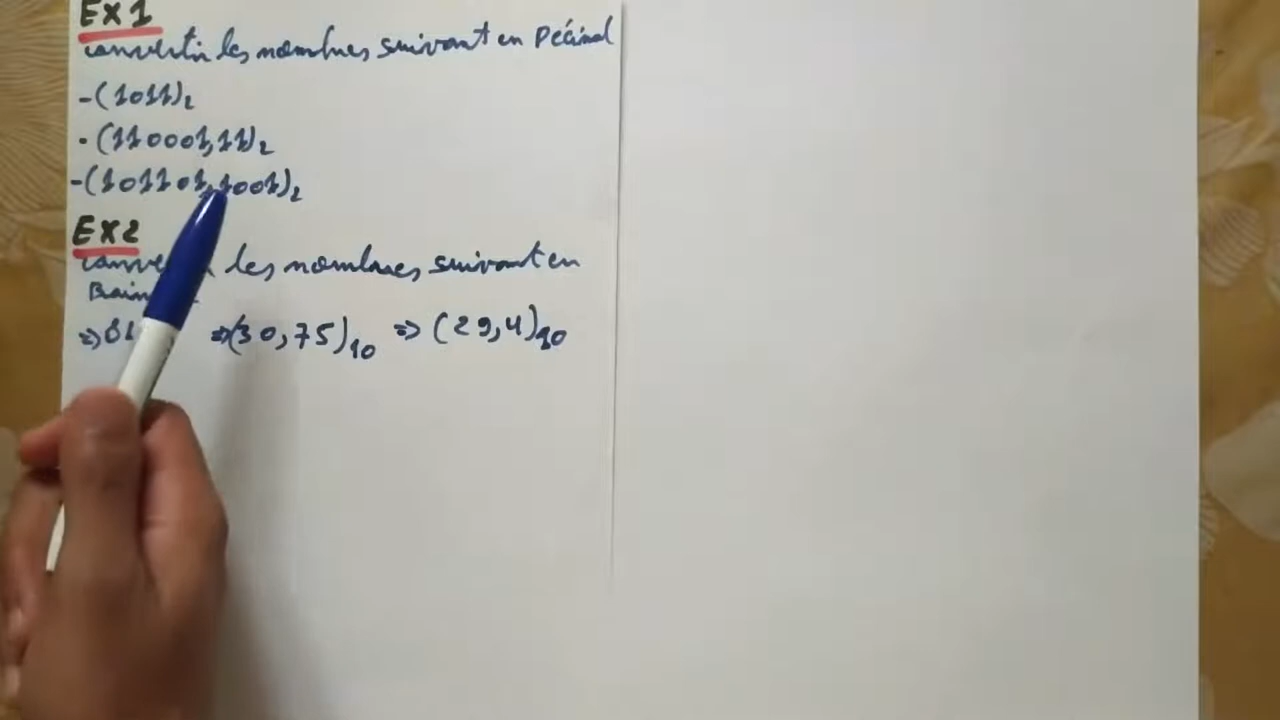 EX1
convertir les nombres suivant en Décimal
-(1011)₂
-(110001,11)₂
-(101101,1001)₂
EX2
les nombres suivant en
⇒(30,75)₁₀ ⇒(29,4)₁₀